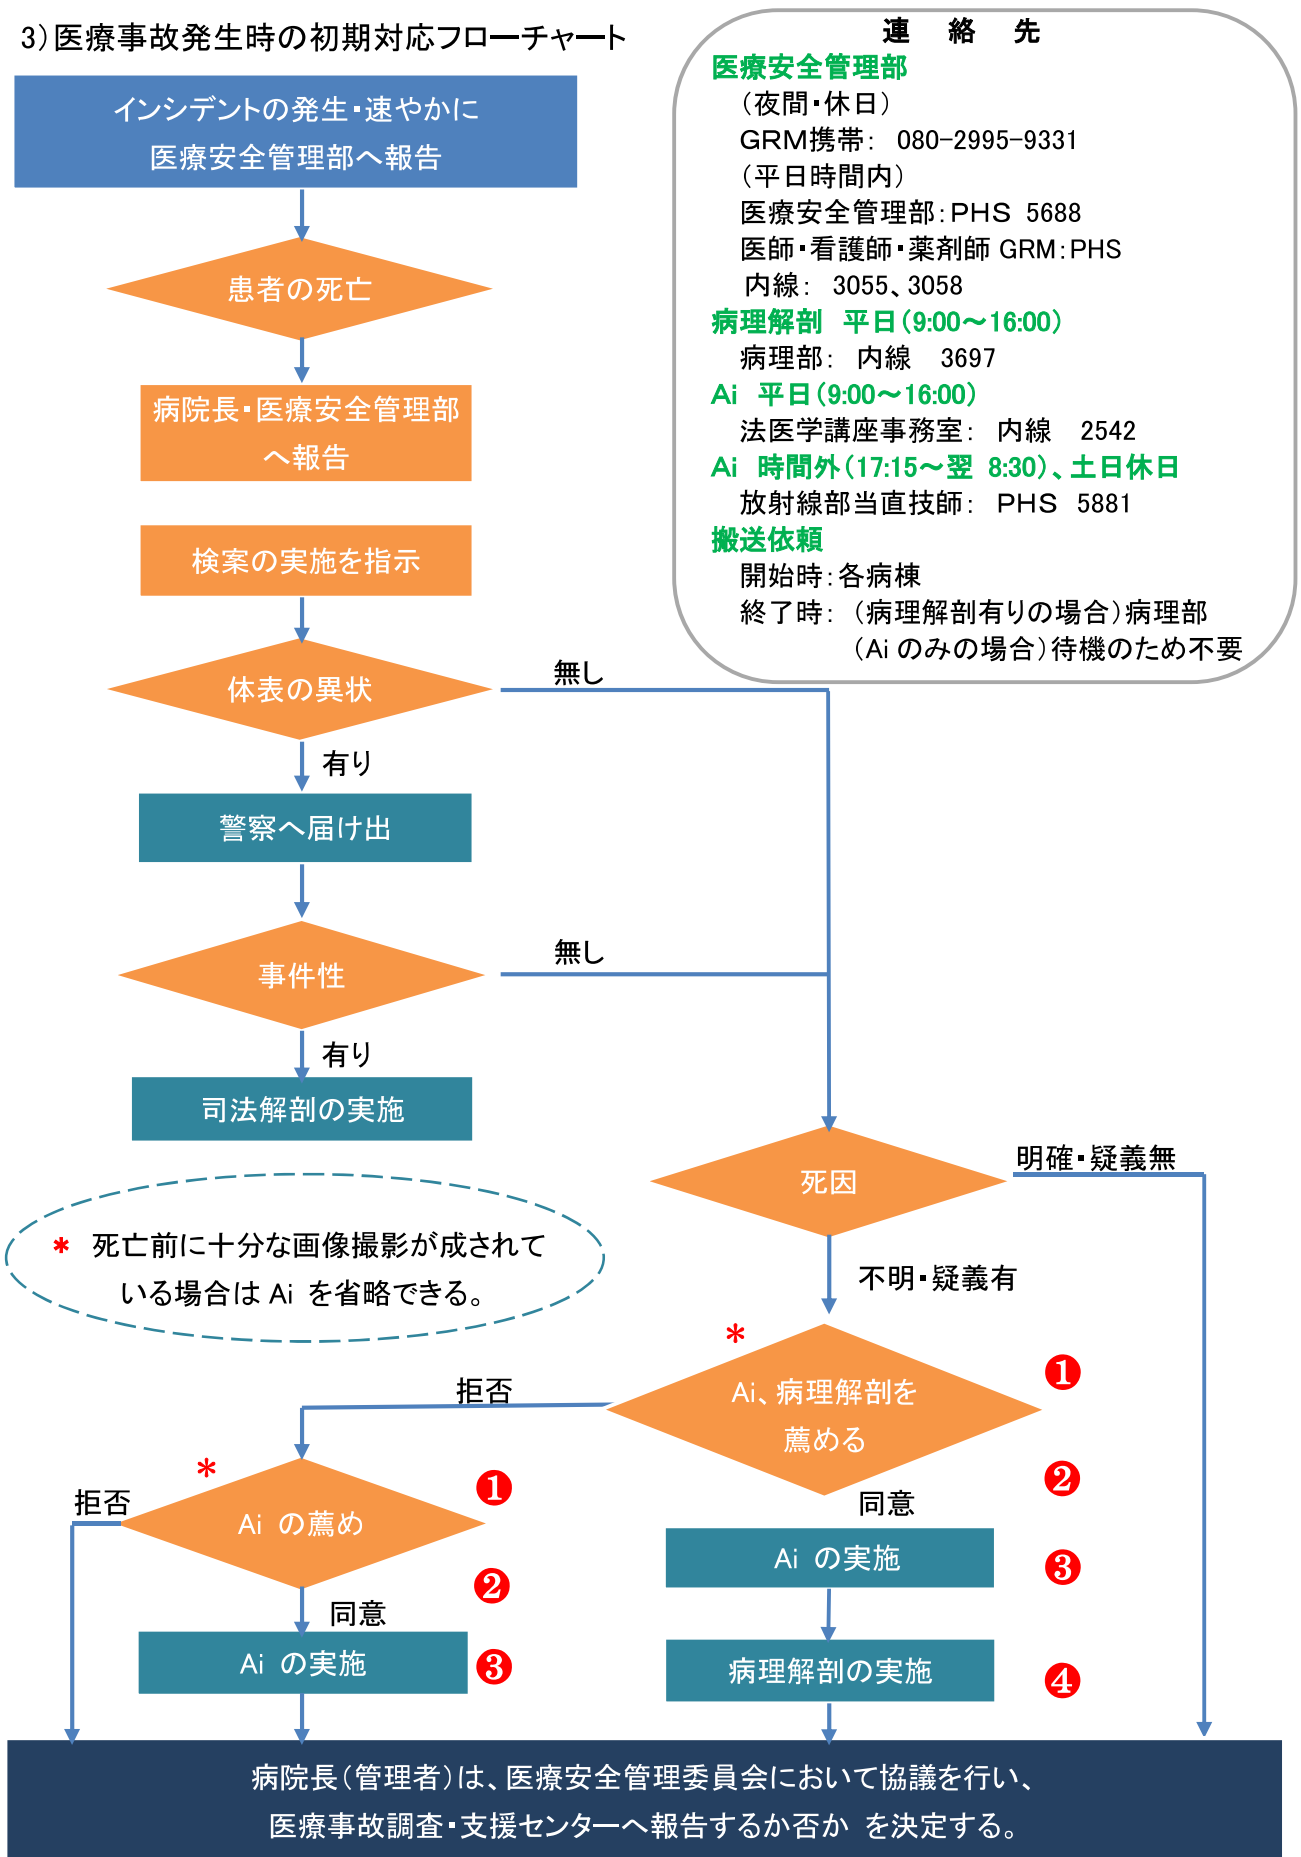 3)医療事故発生時の初期対応フローチャート
インシデントの発生・速やかに
医療安全管理部へ報告
患者の死亡
病院長・医療安全管理部
へ報告
検案の実施を指示
体表の異状
無し
有り
警察へ届け出
事件性
無し
有り
司法解剖の実施
連 絡 先
医療安全管理部
(夜間・休日)
GRM携帯: 080-2995-9331
(平日時間内)
医療安全管理部:PHS 5688
医師・看護師・薬剤師 GRM:PHS
内線: 3055、3058
病理解剖 平日(9:00~16:00)
病理部: 内線 3697
Ai 平日(9:00~16:00)
法医学講座事務室: 内線 2542
Ai 時間外(17:15~翌 8:30)、土日休日
放射線部当直技師: PHS 5881
搬送依頼
開始時:各病棟
終了時: (病理解剖有りの場合)病理部
(Ai のみの場合)待機のため不要
死因
明確・疑義無
不明・疑義有
* 死亡前に十分な画像撮影が成されて
いる場合は Ai を省略できる。
*
Ai、病理解剖を
薦める
❶
❷
拒否
同意
Ai の実施
❸
病理解剖の実施
❹
*
Ai の薦め
❶
❷
拒否
同意
Ai の実施
❸
病院長(管理者)は、医療安全管理委員会において協議を行い、
医療事故調査・支援センターへ報告するか否か を決定する。